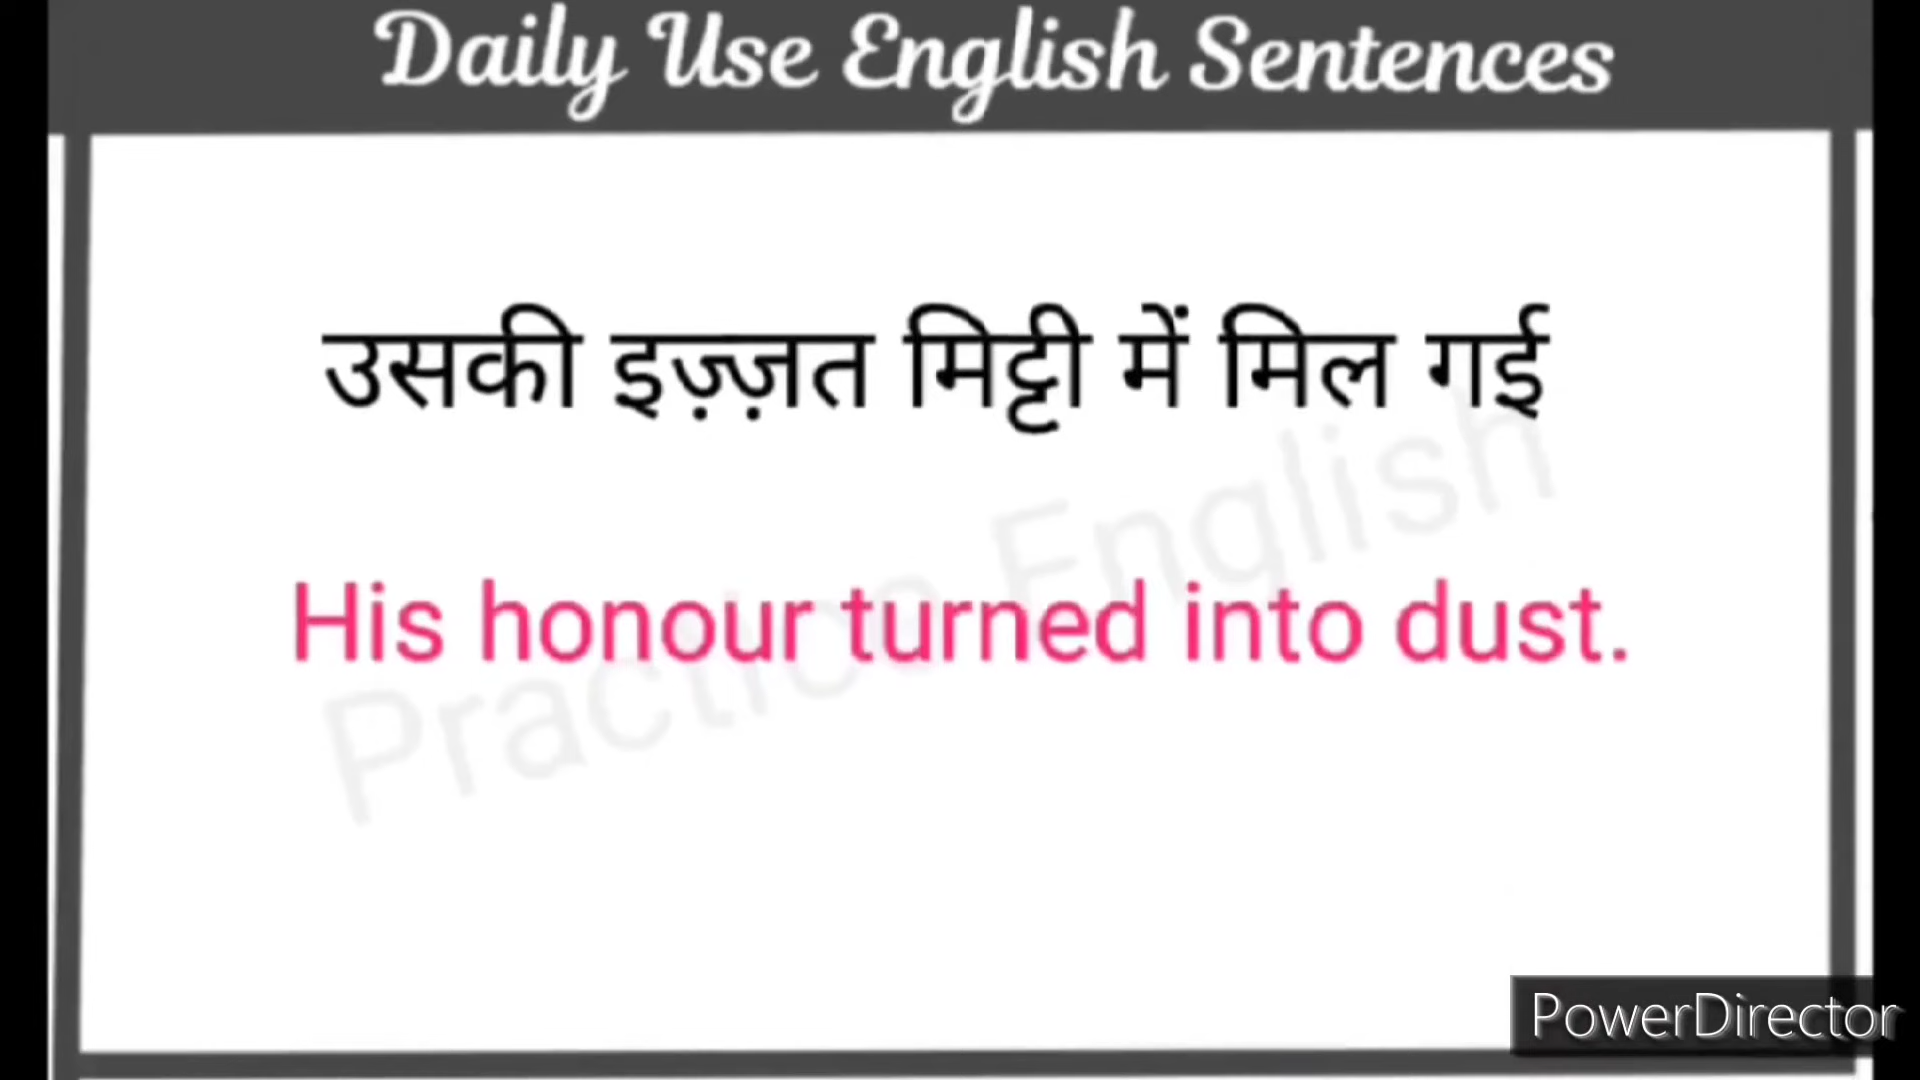 Daily Use English Sentences
उसकी इज़्ज़त मिट्टी में मिल गई
His honour turned into dust.
Practice English
PowerDirector